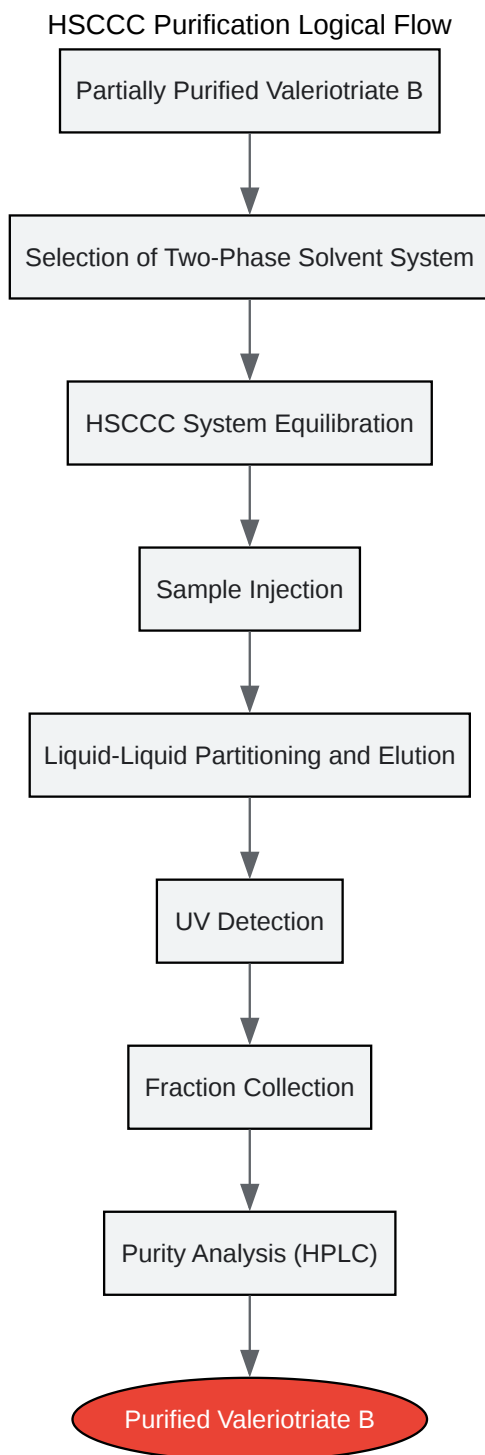 HSCCC Purification Logical Flow
Partially Purified Valeriotriate B
Selection of Two-Phase Solvent System
HSCCC System Equilibration
Sample Injection
Liquid-Liquid Partitioning and Elution
UV Detection
Fraction Collection
Purity Analysis (HPLC)
Purified Valeriotriate B